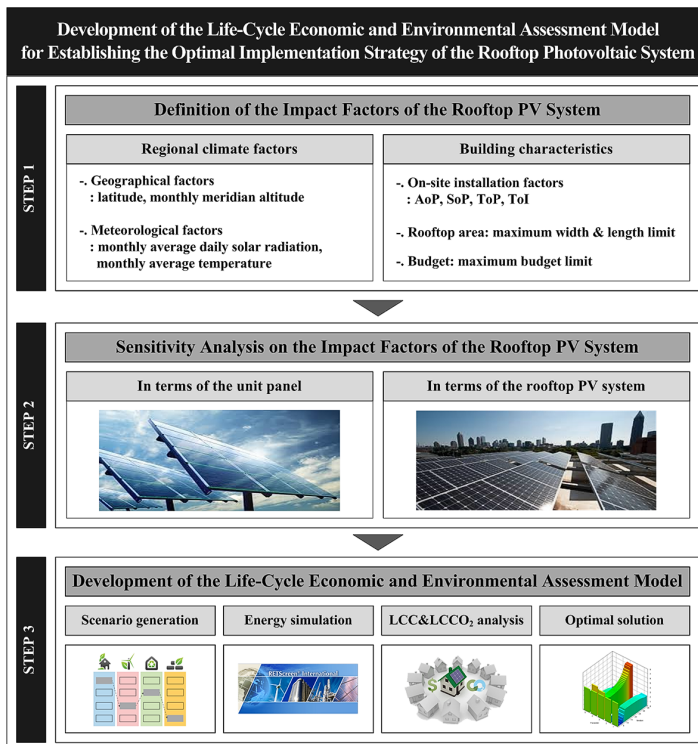 Development of the Life-Cycle Economic and Environmental Assessment Model
for Establishing the Optimal Implementation Strategy of the Rooftop Photovoltaic System
STEP 1
Definition of the Impact Factors of the Rooftop PV System
Regional climate factors
-. Geographical factors
: latitude, monthly meridian altitude
-. Meteorological factors
: monthly average daily solar radiation,
monthly average temperature
Building characteristics
-. On-site installation factors
: AoP, SoP, ToP, ToI
-. Rooftop area: maximum width & length limit
-. Budget: maximum budget limit
STEP 2
Sensitivity Analysis on the Impact Factors of the Rooftop PV System
In terms of the unit panel
In terms of the rooftop PV system
STEP 3
Development of the Life-Cycle Economic and Environmental Assessment Model
Scenario generation
Energy simulation
LCC&LCCO₂ analysis
Optimal solution
RETScreen® International